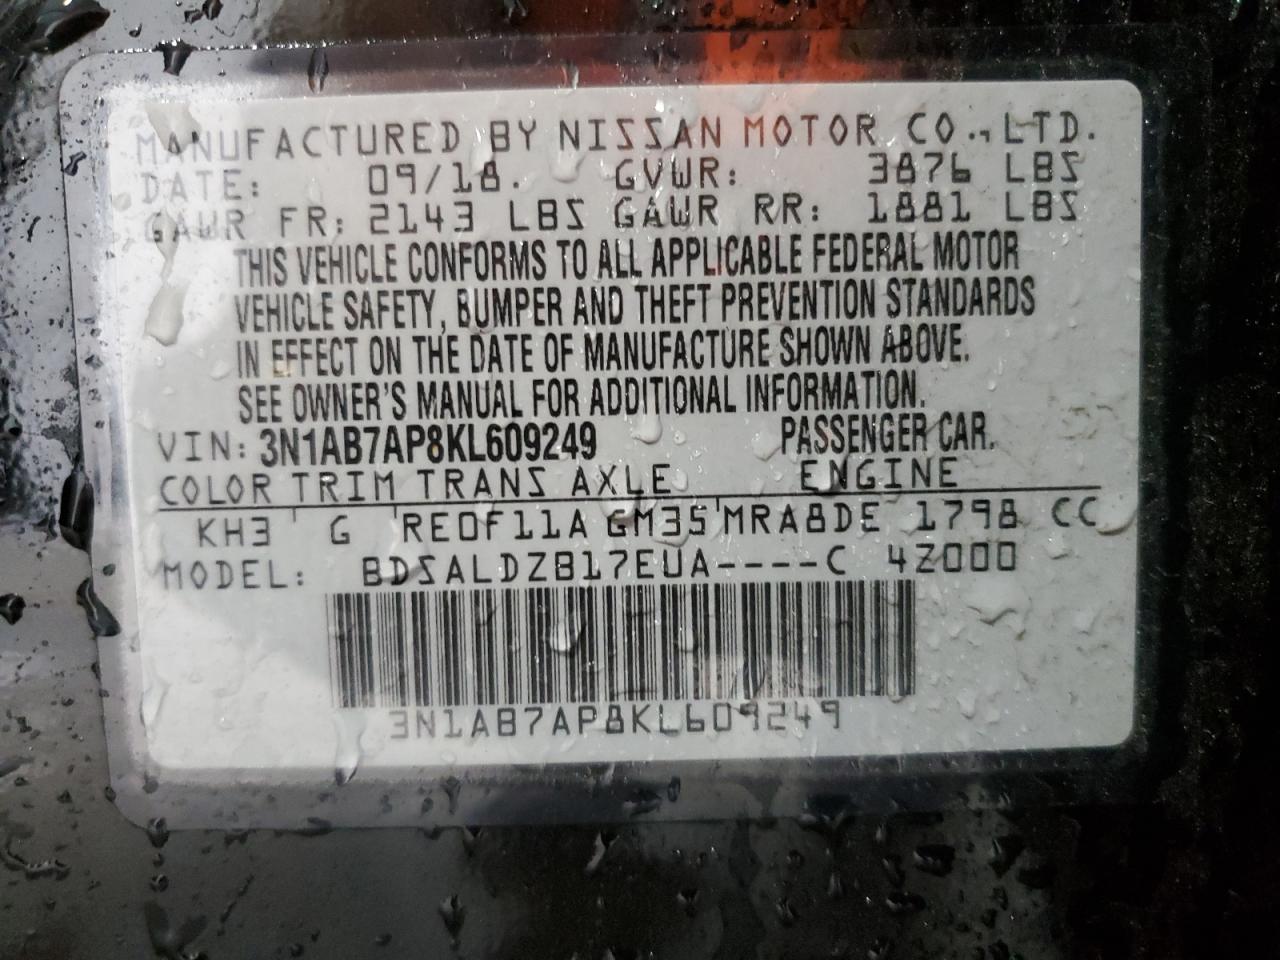 MANUFACTURED BY NISSAN MOTOR CO., LTD.
DATE: 09/18. GVWR: 3876 LBS
GAWR FR: 2143 LBS GAWR RR: 1881 LBS
THIS VEHICLE CONFORMS TO ALL APPLICABLE FEDERAL MOTOR
VEHICLE SAFETY, BUMPER AND THEFT PREVENTION STANDARDS
IN EFFECT ON THE DATE OF MANUFACTURE SHOWN ABOVE.
SEE OWNER'S MANUAL FOR ADDITIONAL INFORMATION.
VIN: 3N1AB7AP8KL609249 PASSENGER CAR.
COLOR TRIM TRANS AXLE ENGINE
KH3 G RE0F11A GM35 MRA8DE 1798 CC
MODEL: BDSALDZB17EUA----C 4Z000
3N1AB7AP8KL609249